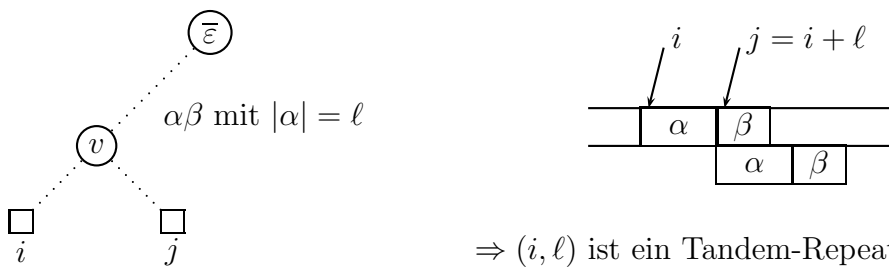 ε̅
αβ mit |α| = ℓ
v
i
j
i
j = i + ℓ
α β
α β
⇒ (i, ℓ) ist ein Tandem-Repeat